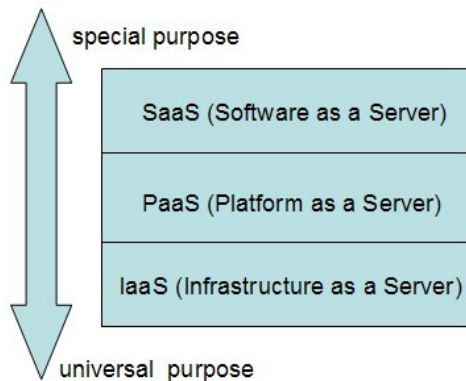 special purpose
SaaS (Software as a Server)
PaaS (Platform as a Server)
IaaS (Infrastructure as a Server)
universal purpose